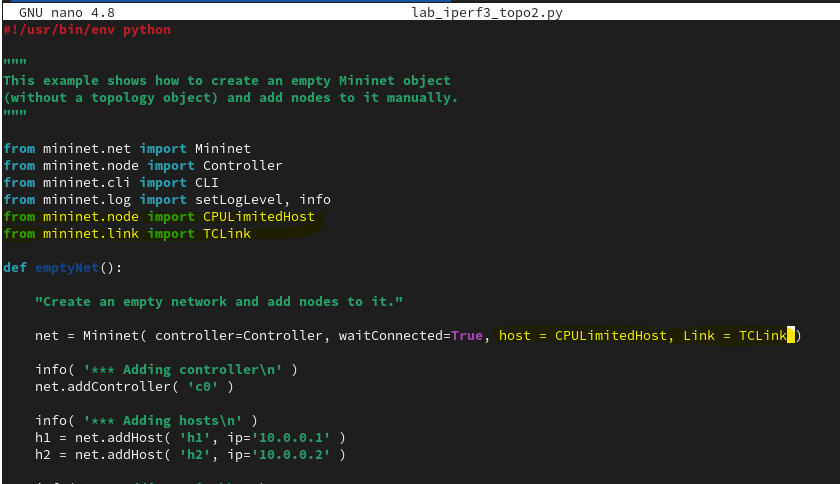 GNU nano 4.8 lab_iperf3_topo2.py
#!/usr/bin/env python
"""
This example shows how to create an empty Mininet object
(without a topology object) and add nodes to it manually.
"""
from mininet.net import Mininet
from mininet.node import Controller
from mininet.cli import CLI
from mininet.log import setLogLevel, info
from mininet.node import CPULimitedHost
from mininet.link import TCLink
def emptyNet():
"Create an empty network and add nodes to it."
net = Mininet( controller=Controller, waitConnected=True, host = CPULimitedHost, Link = TCLink )
info( '*** Adding controller\n' )
net.addController( 'c0' )
info( '*** Adding hosts\n' )
h1 = net.addHost( 'h1', ip='10.0.0.1' )
h2 = net.addHost( 'h2', ip='10.0.0.2' )